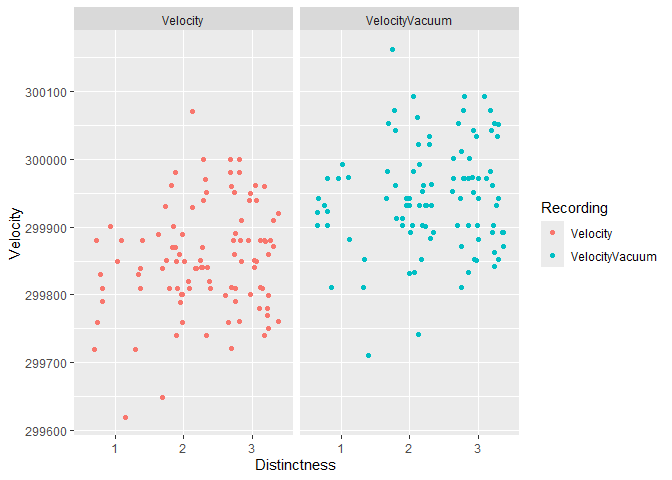 Velocity VelocityVacuum
300100
300000
299900
299800
299700
299600
Velocity
1 2 3 1 2 3
Distinctness
Recording
Velocity
VelocityVacuum